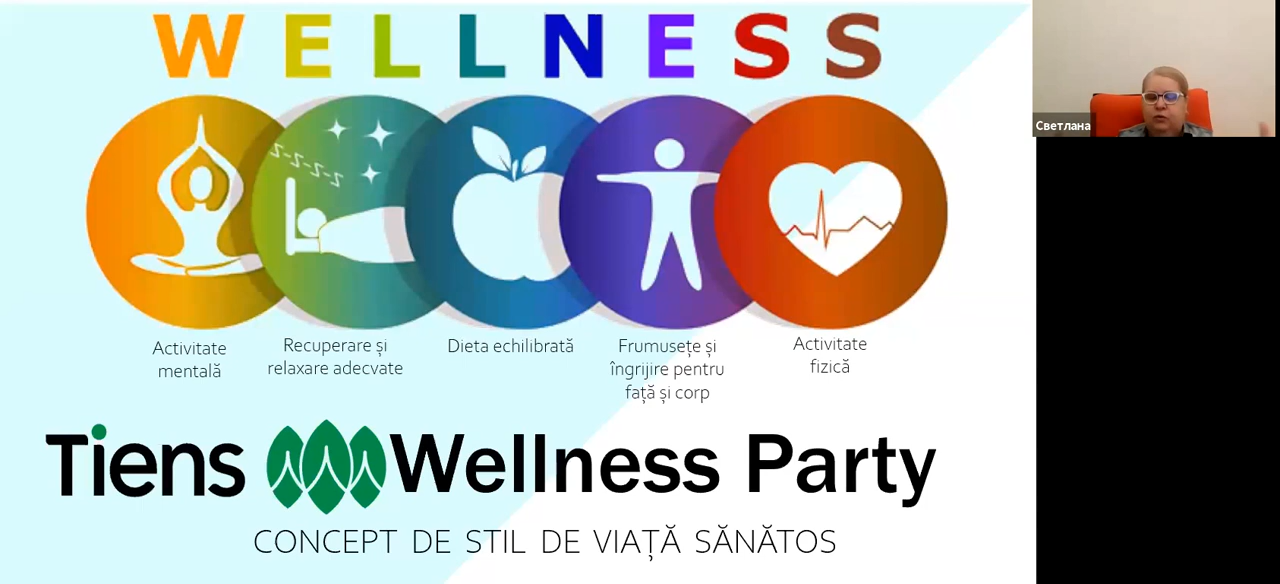 WELLNESS
Светлана
Activitate
mentală
Recuperare și
relaxare adecvate
Dieta echilibrată
Frumusețe și
îngrijire pentru
față și corp
Activitate
fizică
Tiens Wellness Party
CONCEPT DE STIL DE VIAȚĂ SĂNĂTOS